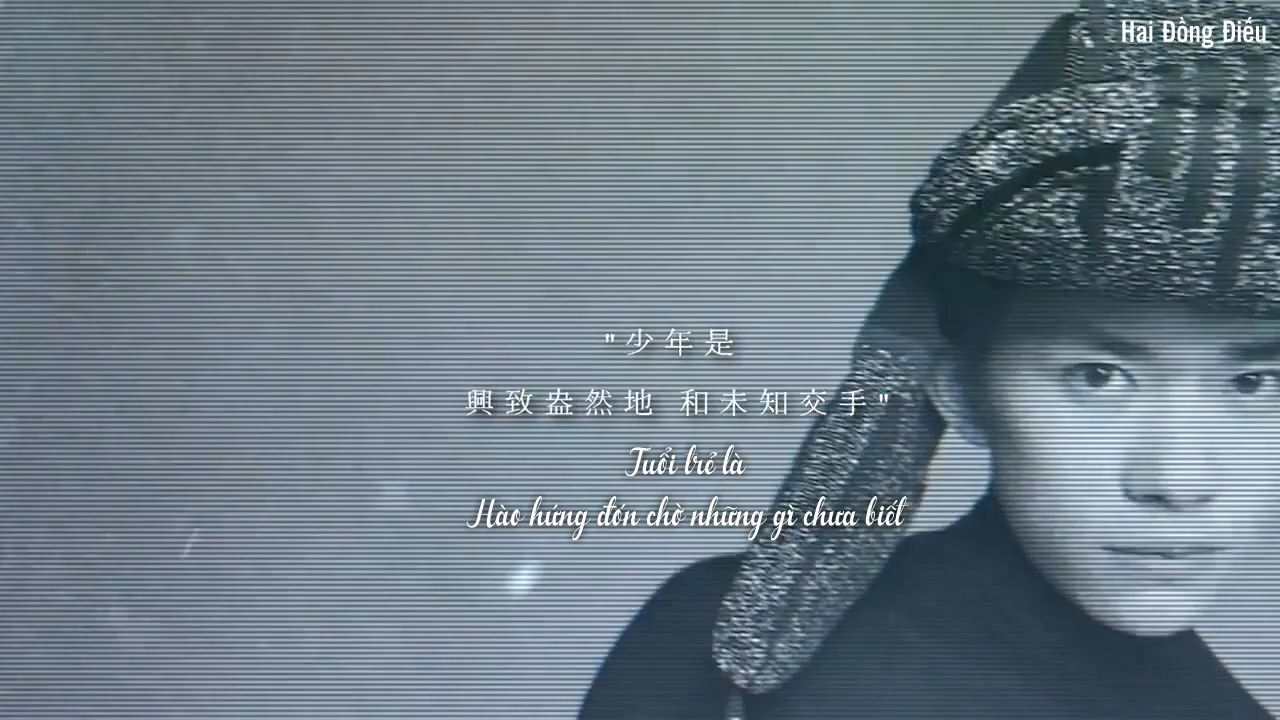 Hai Đồng Điếu
"少年是
興致盎然地 和未知交手"
Tuổi trẻ là
Hào hứng đón chờ những gì chưa biết